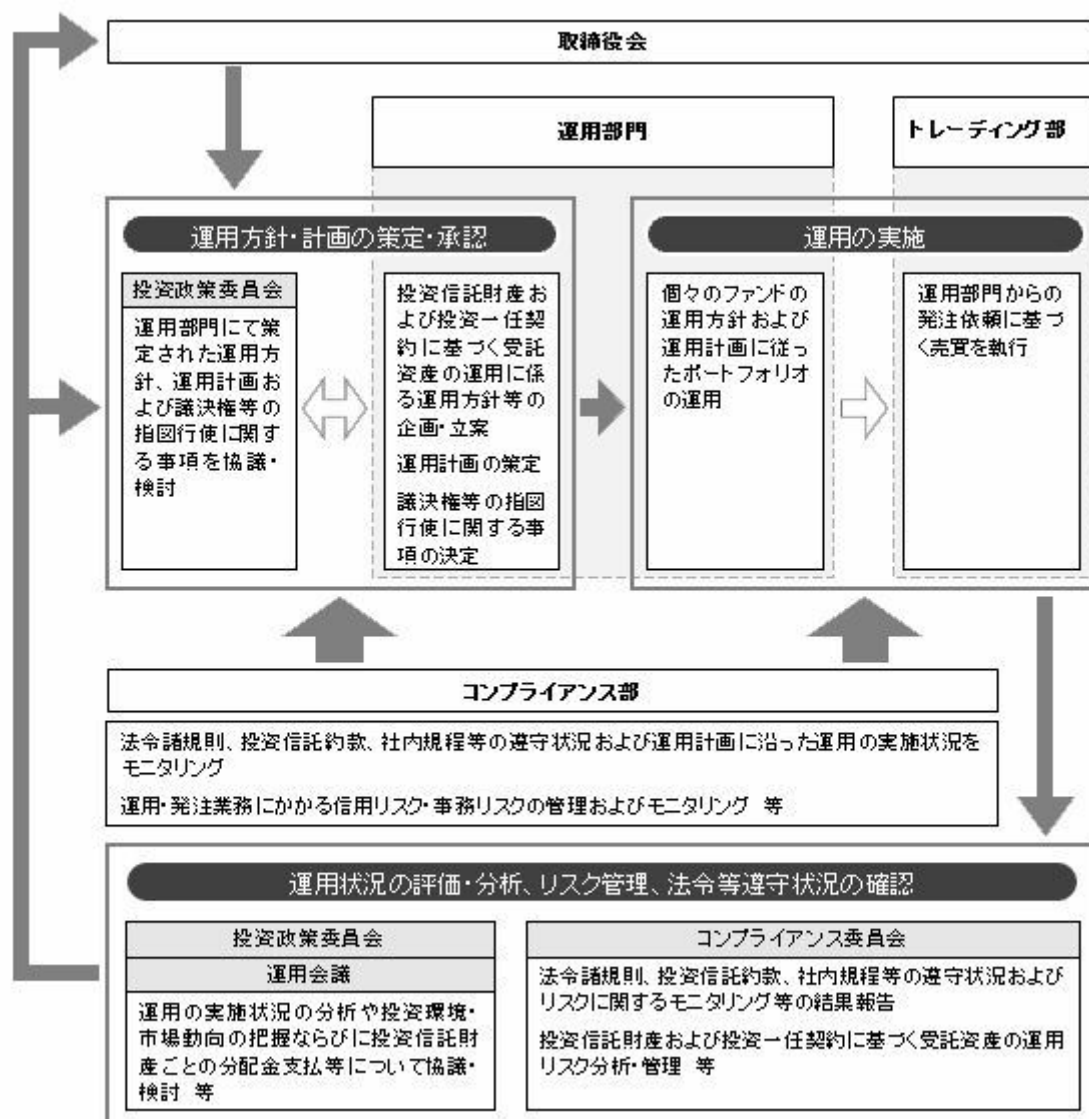 取締役会
運用部門
トレーディング部
運用方針・計画の策定・承認
投資政策委員会
運用部門にて策
定された運用方
針、運用計画お
よび議決権等の
指図行使に関す
る事項を協議・
検討
投資信託財産お
よび投資一任契
約に基づく受託
資産の運用に係
る運用方針等の
企画・立案
運用計画の策定
議決権等の指図
行使に関する事
項の決定
運用の実施
個々のファンドの
運用方針および
運用計画に従っ
たポートフォリオ
の運用
運用部門からの
発注依頼に基づ
く売買を執行
コンプライアンス部
法令諸規則、投資信託約款、社内規程等の遵守状況および運用計画に沿った運用の実施状況を
モニタリング
運用・発注業務にかかる信用リスク・事務リスクの管理およびモニタリング 等
運用状況の評価・分析、リスク管理、法令等遵守状況の確認
投資政策委員会
運用会議
運用の実施状況の分析や投資環境・
市場動向の把握ならびに投資信託財
産ごとの分配金支払等について協議・
検討 等
コンプライアンス委員会
法令諸規則、投資信託約款、社内規程等の遵守状況および
リスクに関するモニタリング等の結果報告
投資信託財産および投資一任契約に基づく受託資産の運用
リスク分析・管理 等